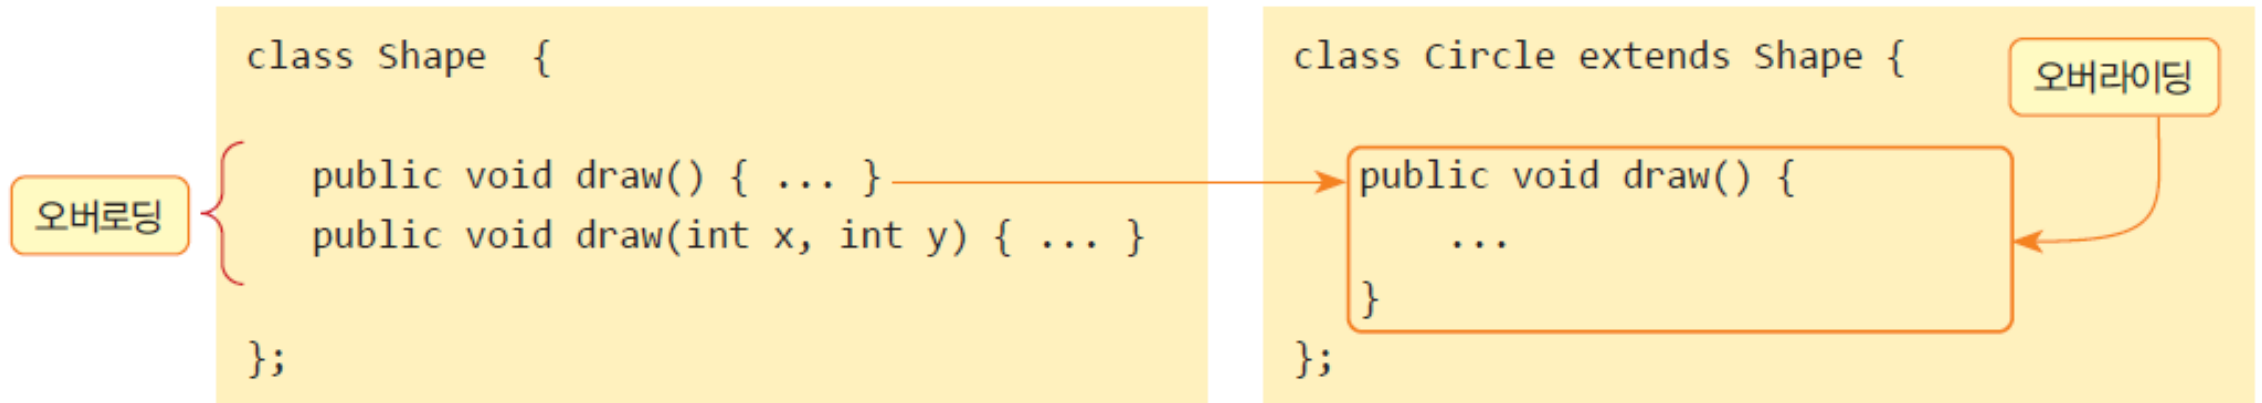 오버로딩
class Shape  {
public void draw() { ... }
public void draw(int x, int y) { ... }
};
class Circle extends Shape {
오버라이딩
public void draw() {
...
}
};